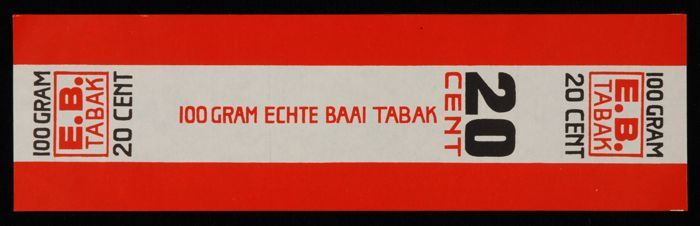 100 GRAM
E.B.
TABAK
20 CENT
100 GRAM ECHTE BAAI TABAK
20
CENT
100 GRAM
E.B.
TABAK
20 CENT